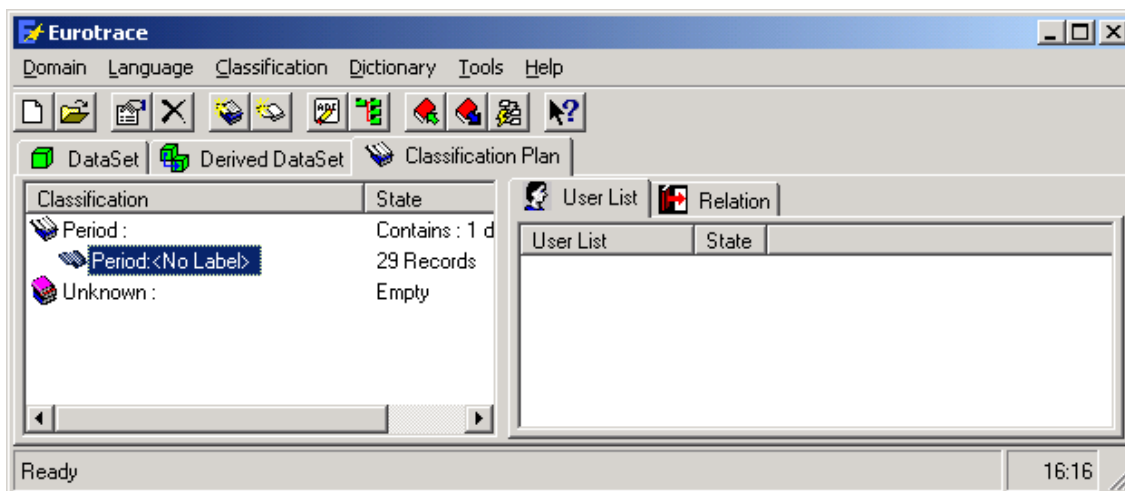 Eurotrace
Domain Language Classification Dictionary Tools Help
DataSet Derived DataSet Classification Plan
Classification State
Period : Contains : 1 d
Period:<No Label> 29 Records
Unknown : Empty
User List Relation
User List State
Ready 16:16